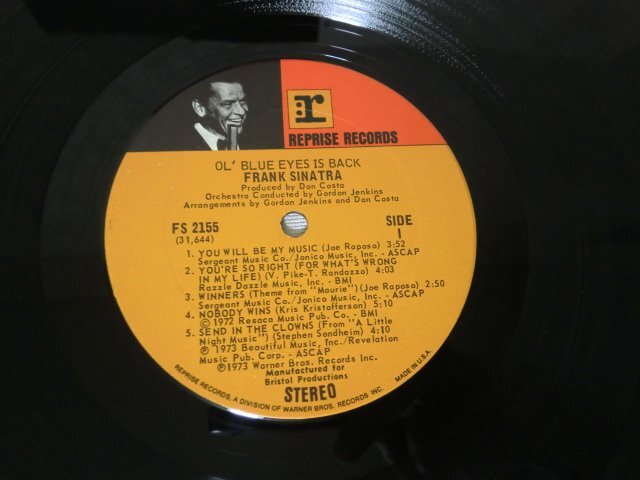 r:
REPRISE RECORDS
OL' BLUE EYES IS BACK
FRANK SINATRA
Produced by Don Costa
Orchestra Conducted by Gordon Jenkins
Arrangements by Gordon Jenkins and Don Costa
FS 2155
(31,644)
SIDE
1
1. YOU WILL BE MY MUSIC (Joe Raposo) 3:52
Sergeant Music Co./Jonico Music, Inc. - ASCAP
2. YOU'RE SO RIGHT (FOR WHAT'S WRONG
IN MY LIFE) (V. Pike-T. Randazzo) 4:03
Razzle Dazzle Music, Inc. - BMI
3. WINNERS (Theme from "Maurie") (Joe Raposo) 2:50
Sergeant Music Co./Jonico Music, Inc. - ASCAP
4. NOBODY WINS (Kris Kristofferson) 5:10
© 1972 Resaca Music Pub. Co. - BMI
5. SEND IN THE CLOWNS (From "A Little
Night Music") (Stephen Sondheim) 4:10
℗ 1973 Beautiful Music, Inc./Revelation
Music Pub. Corp. - ASCAP
℗1973 Warner Bros. Records Inc.
Manufactured for
Bristol Productions
STEREO
REPRISE RECORDS, A DIVISION OF WARNER BROS. RECORDS INC. MADE IN U.S.A.